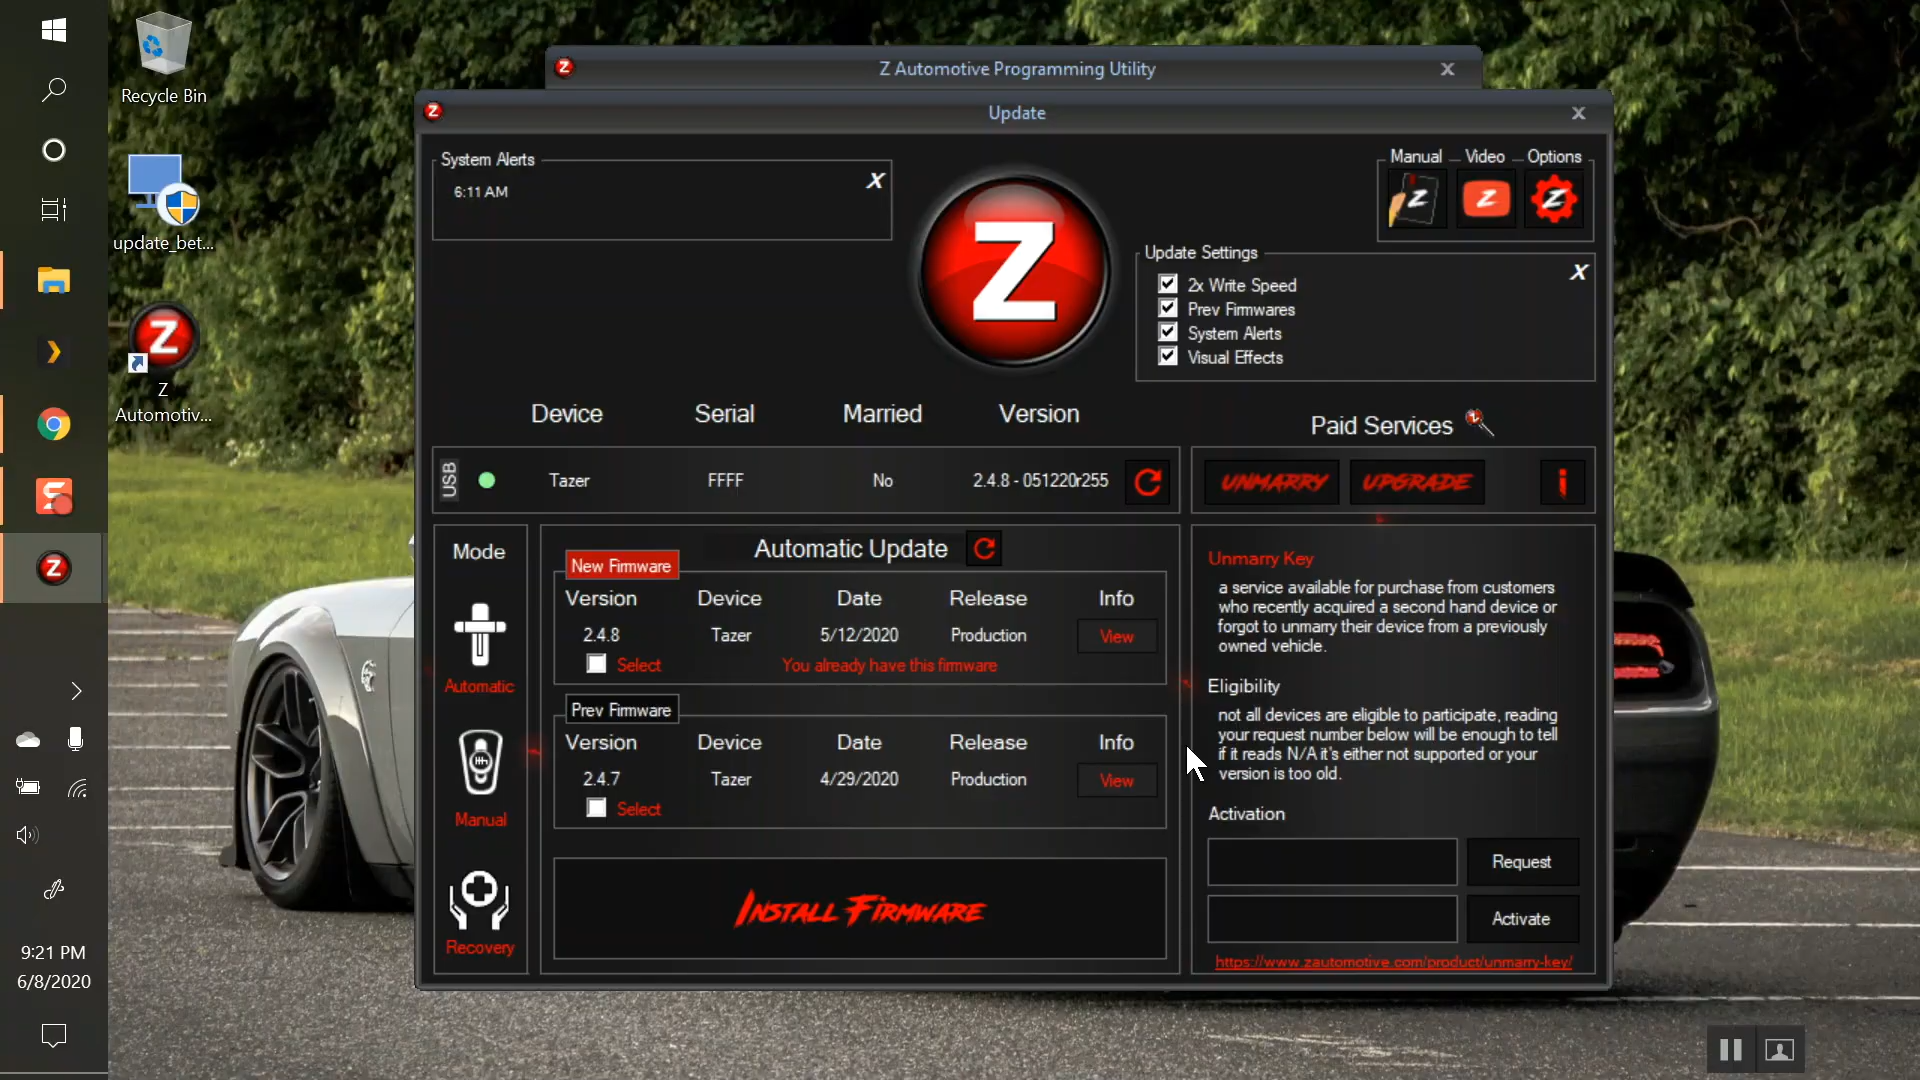 Recycle Bin
update_bet...
Z
Automotiv...
9:21 PM
6/8/2020
Z Automotive Programming Utility
Update
System Alerts
6:11 AM
Z
Manual
Video
Options
Update Settings
2x Write Speed
Prev Firmwares
System Alerts
Visual Effects
Device Serial Married Version
USB
Tazer FFFF No 2.4.8 - 051220r255
Paid Services
UNMARRY
UPGRADE
i
Mode
Automatic
Manual
Recovery
Automatic Update
New Firmware
Version Device Date Release Info
2.4.8 Tazer 5/12/2020 Production View
Select
You already have this firmware
Prev Firmware
Version Device Date Release Info
2.4.7 Tazer 4/29/2020 Production View
Select
INSTALL FIRMWARE
Unmarry Key
a service available for purchase from customers
who recently acquired a second hand device or
forgot to unmarry their device from a previously
owned vehicle.
Eligibility
not all devices are eligible to participate, reading
your request number below will be enough to tell
if it reads N/A it's either not supported or your
version is too old.
Activation
Request
Activate
https://www.zautomotive.com/product/unmarry-key/